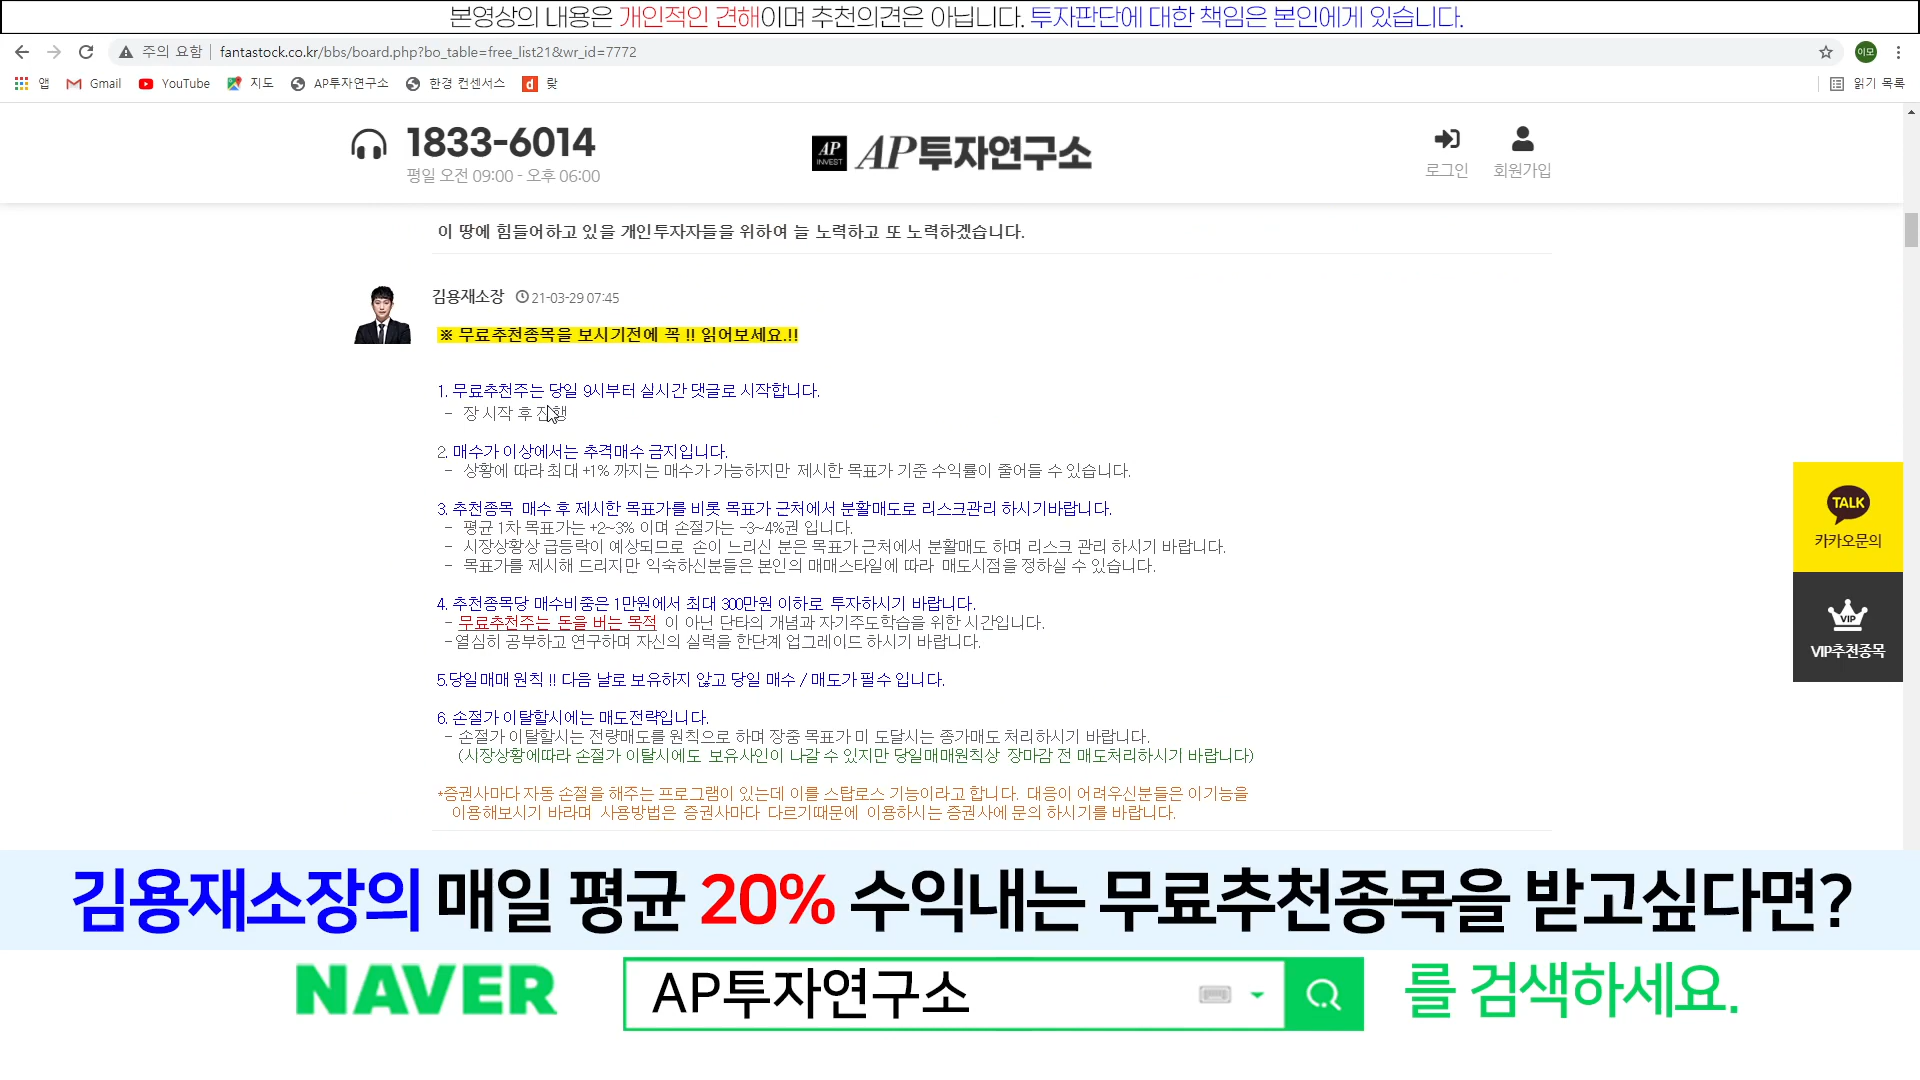 본영상의 내용은 개인적인 견해이며 추천의견은 아닙니다. 투자판단에 대한 책임은 본인에게 있습니다.
주의 요함 | fantastock.co.kr/bbs/board.php?bo_table=free_list21&wr_id=7772
이모
앱 Gmail YouTube 지도 AP투자연구소 한경 컨센서스 d 랒 읽기 목록
1833-6014
평일 오전 09:00 - 오후 06:00
AP INVEST AP투자연구소
로그인 회원가입
이 땅에 힘들어하고 있을 개인투자자들을 위하여 늘 노력하고 또 노력하겠습니다.
김용재소장 21-03-29 07:45
※ 무료추천종목을 보시기전에 꼭 !! 읽어보세요.!!
1. 무료추천주는 당일 9시부터 실시간 댓글로 시작합니다.
- 장 시작 후 진행
2. 매수가 이상에서는 추격매수 금지입니다.
- 상황에 따라 최대 +1% 까지는 매수가 가능하지만 제시한 목표가 기준 수익률이 줄어들 수 있습니다.
3. 추천종목 매수 후 제시한 목표가를 비롯 목표가 근처에서 분할매도로 리스크관리 하시기바랍니다.
- 평균 1차 목표가는 +2~3% 이며 손절가는 -3~4%권 입니다.
- 시장상황상 급등락이 예상되므로 손이 느리신 분은 목표가 근처에서 분할매도 하며 리스크 관리 하시기 바랍니다.
- 목표가를 제시해 드리지만 익숙하신분들은 본인의 매매스타일에 따라 매도시점을 정하실 수 있습니다.
4. 추천종목당 매수비중은 1만원에서 최대 300만원 이하로 투자하시기 바랍니다.
- 무료추천주는 돈을 버는 목적 이 아닌 단타의 개념과 자기주도학습을 위한 시간입니다.
-열심히 공부하고 연구하며 자신의 실력을 한단계 업그레이드 하시기 바랍니다.
5.당일매매 원칙 !! 다음 날로 보유하지 않고 당일 매수 / 매도가 필수 입니다.
6. 손절가 이탈할시에는 매도전략입니다.
- 손절가 이탈할시는 전량매도를 원칙으로 하며 장중 목표가 미 도달시는 종가매도 처리하시기 바랍니다.
(시장상황에따라 손절가 이탈시에도 보유사인이 나갈 수 있지만 당일매매원칙상 장마감 전 매도처리하시기 바랍니다)
*증권사마다 자동 손절을 해주는 프로그램이 있는데 이를 스탑로스 기능이라고 합니다. 대응이 어려우신분들은 이기능을
이용해보시기 바라며 사용방법은 증권사마다 다르기때문에 이용하시는 증권사에 문의 하시기를 바랍니다.
TALK
카카오문의
VIP
VIP추천종목
김용재소장의 매일 평균 20% 수익내는 무료추천종목을 받고싶다면?
NAVER AP투자연구소 를 검색하세요.